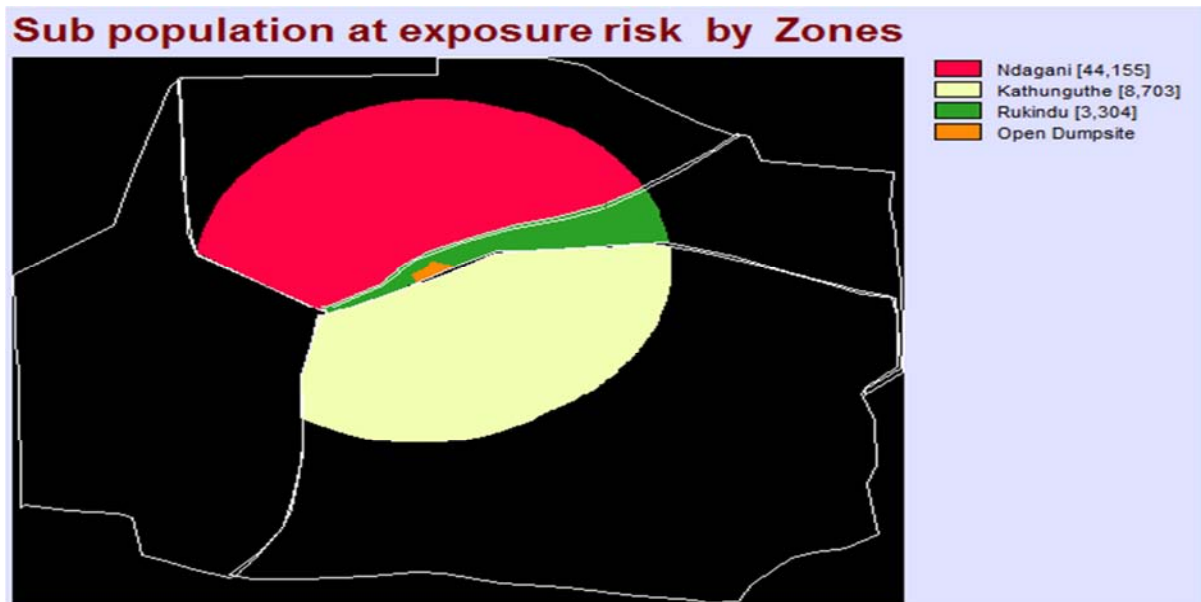 Sub population at exposure risk by Zones
Ndagani [44,155]
Kathunguthe [8,703]
Rukindu [3,304]
Open Dumpsite